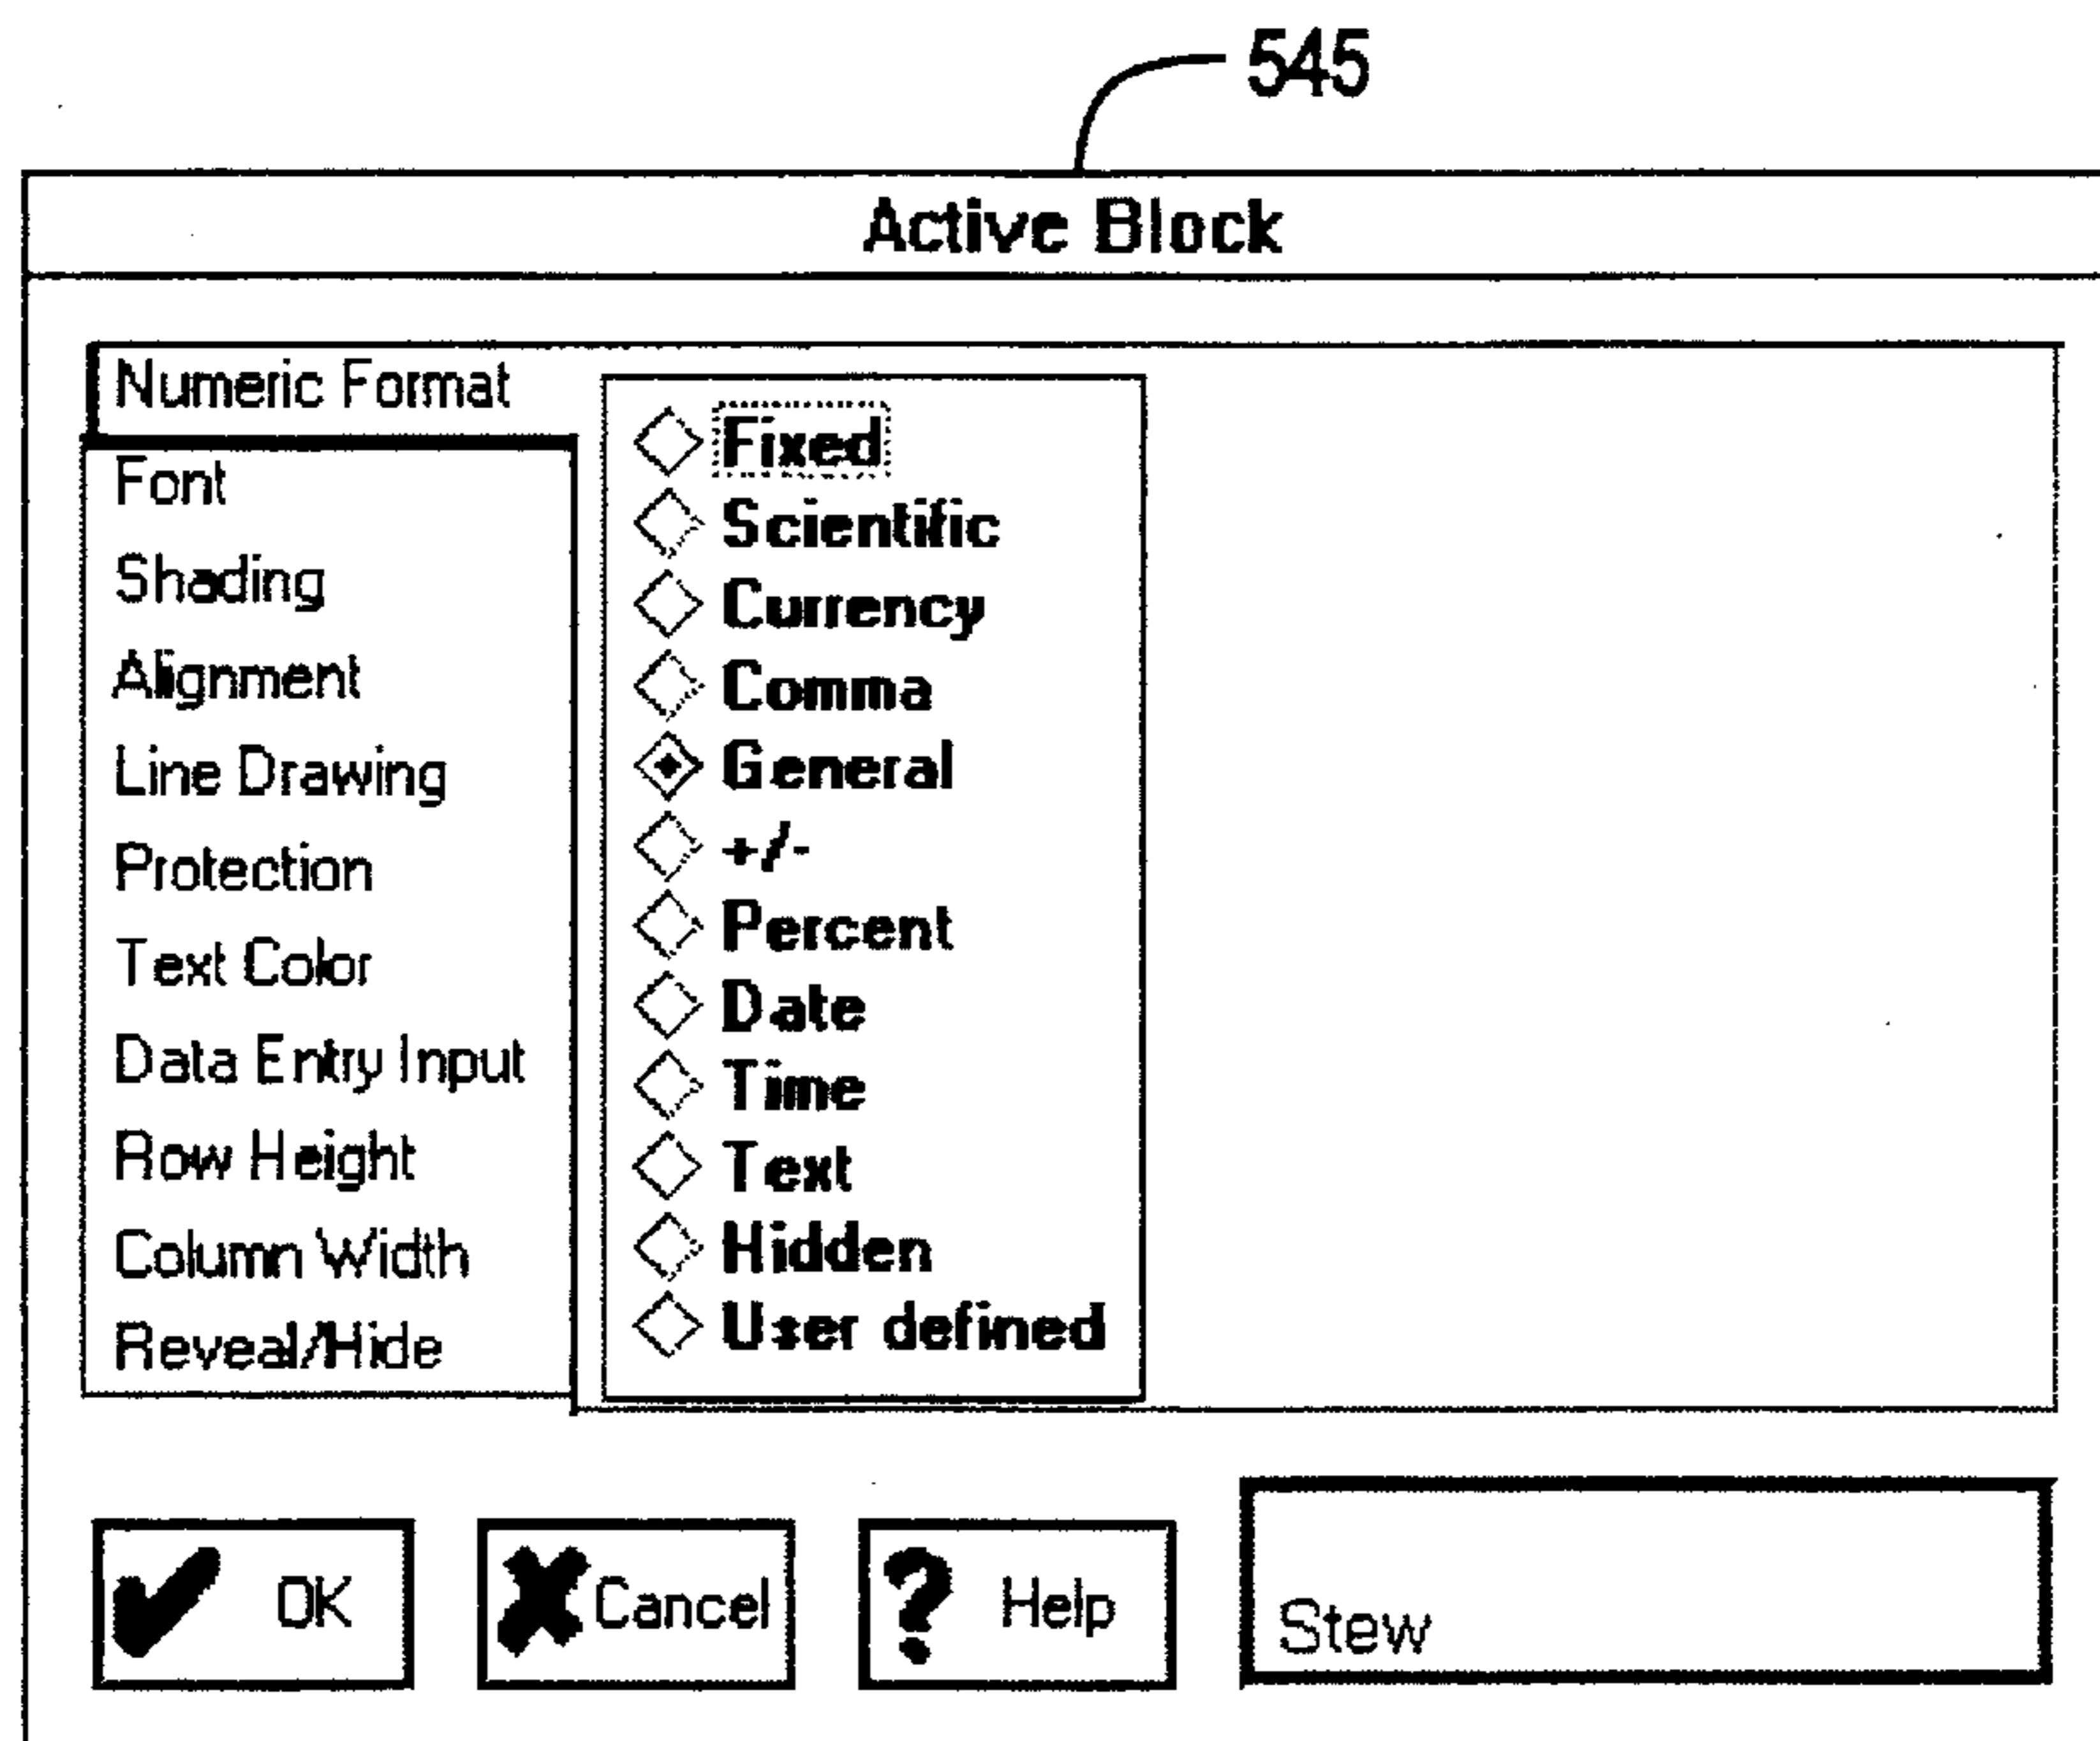 545
Active Block
Numeric Format
Font
Shading
Alignment
Line Drawing
Protection
Text Color
Data Entry Input
Row Height
Column Width
Reveal/Hide
Fixed
Scientific
Currency
Comma
General
+/-
Percent
Date
Time
Text
Hidden
User defined
OK
Cancel
Help
Stew